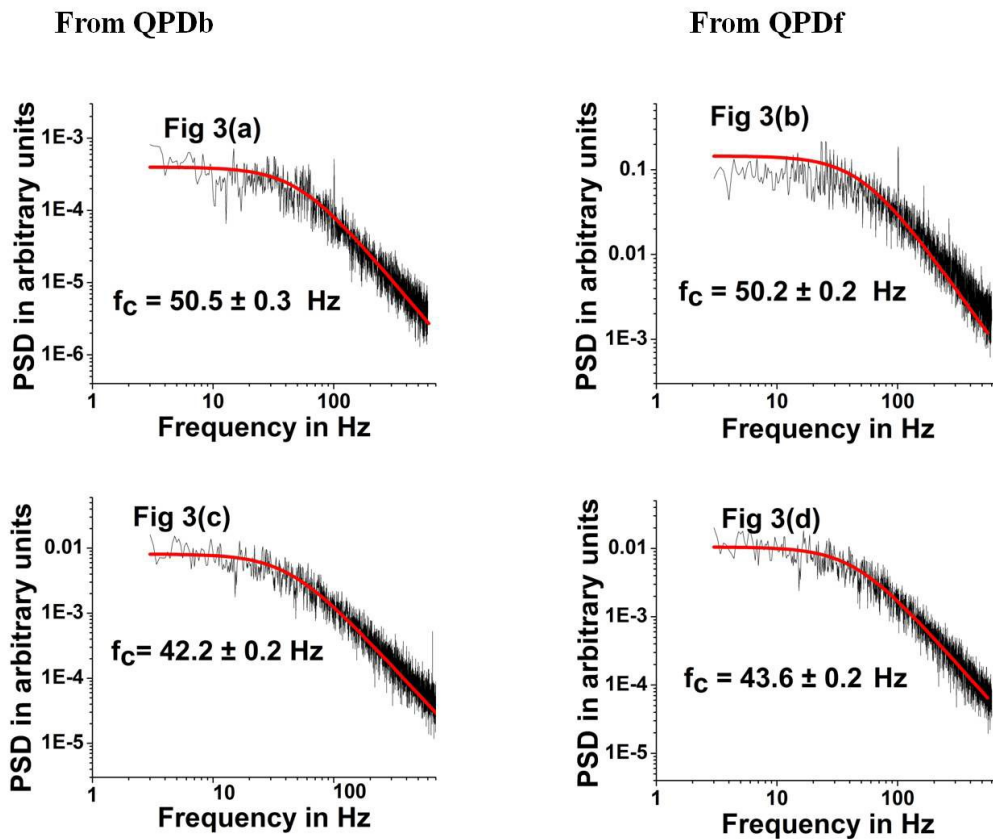 From QPDb
From QPDf
PSD in arbitrary units
1E-3
1E-4
1E-5
1E-6
Fig 3(a)
fc = 50.5 ± 0.3 Hz
1
10
100
Frequency in Hz
PSD in arbitrary units
0.1
0.01
1E-3
Fig 3(b)
fc = 50.2 ± 0.2 Hz
1
10
100
Frequency in Hz
PSD in arbitrary units
0.01
1E-3
1E-4
1E-5
Fig 3(c)
fc= 42.2 ± 0.2 Hz
1
10
100
Frequency in Hz
PSD in arbitrary units
0.01
1E-3
1E-4
1E-5
Fig 3(d)
fc = 43.6 ± 0.2 Hz
1
10
100
Frequency in Hz